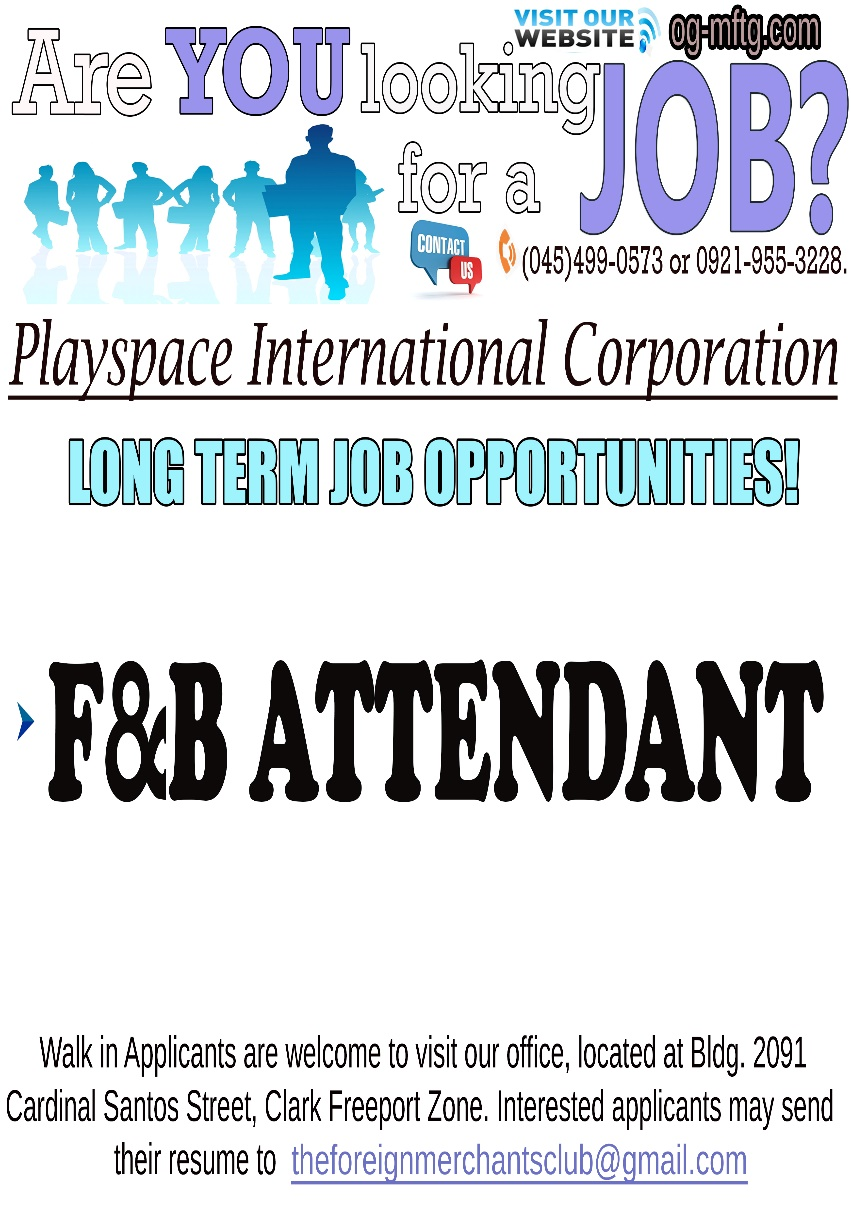 VISIT OUR
WEBSITE
og-mftg.com
Are YOU looking
for a JOB?
CONTACT
US
(045)499-0573 or 0921-955-3228.
Playspace International Corporation
LONG TERM JOB OPPORTUNITIES!
F&B ATTENDANT
Walk in Applicants are welcome to visit our office, located at Bldg. 2091
Cardinal Santos Street, Clark Freeport Zone. Interested applicants may send
their resume to theforeignmerchantsclub@gmail.com